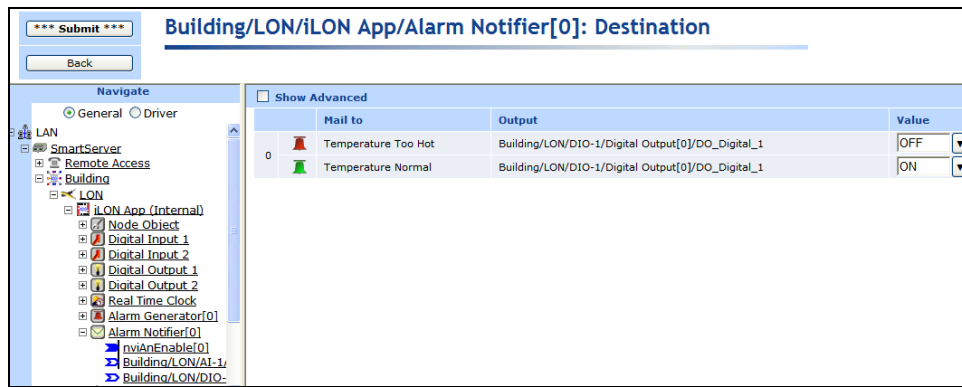 *** Submit ***
Building/LON/iLON App/Alarm Notifier[0]: Destination
Back
Navigate
General Driver
LAN
SmartServer
Remote Access
Building
LON
iLON App (Internal)
Node Object
Digital Input 1
Digital Input 2
Digital Output 1
Digital Output 2
Real Time Clock
Alarm Generator[0]
Alarm Notifier[0]
nviAnEnable[0]
Building/LON/AI-1/
Building/LON/DIO-
Show Advanced
Mail to Output Value
0
Temperature Too Hot Building/LON/DIO-1/Digital Output[0]/DO_Digital_1 OFF
Temperature Normal Building/LON/DIO-1/Digital Output[0]/DO_Digital_1 ON